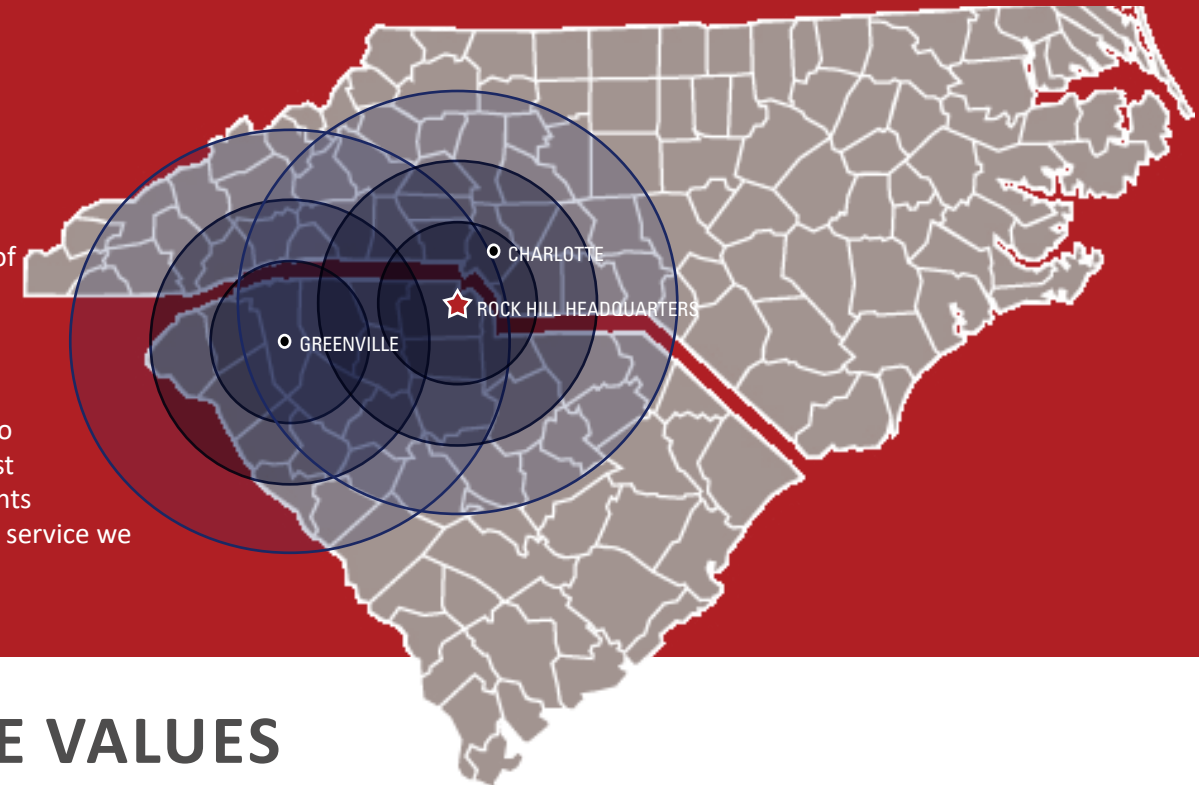 of
CHARLOTTE
ROCK HILL HEADQUARTERS
GREENVILLE
o
st
nts
service we
E VALUES